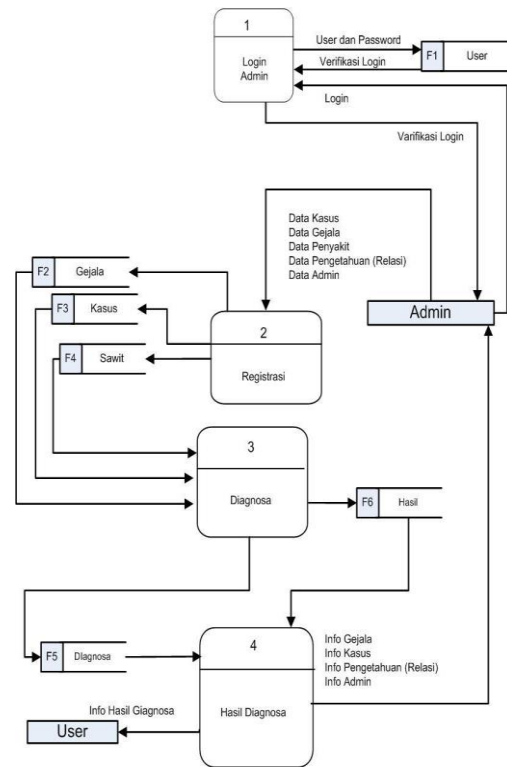 1
Login
Admin
User dan Password
F1
User
Verifikasi Login
Login
Varifikasi Login
Data Kasus
Data Gejala
Data Penyakit
Data Pengetahuan (Relasi)
Data Admin
F2
Gejala
F3
Kasus
F4
Sawit
2
Registrasi
Admin
3
Diagnosa
F6
Hasil
F5
DIagnosa
4
Hasil Diagnosa
Info Gejala
Info Kasus
Info Pengetahuan (Relasi)
Info Admin
Info Hasil Giagnosa
User